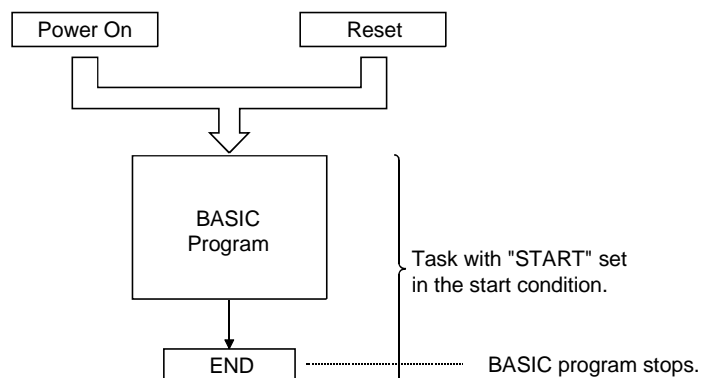 Power On
Reset
BASIC
Program
Task with "START" set
in the start condition.
END
BASIC program stops.